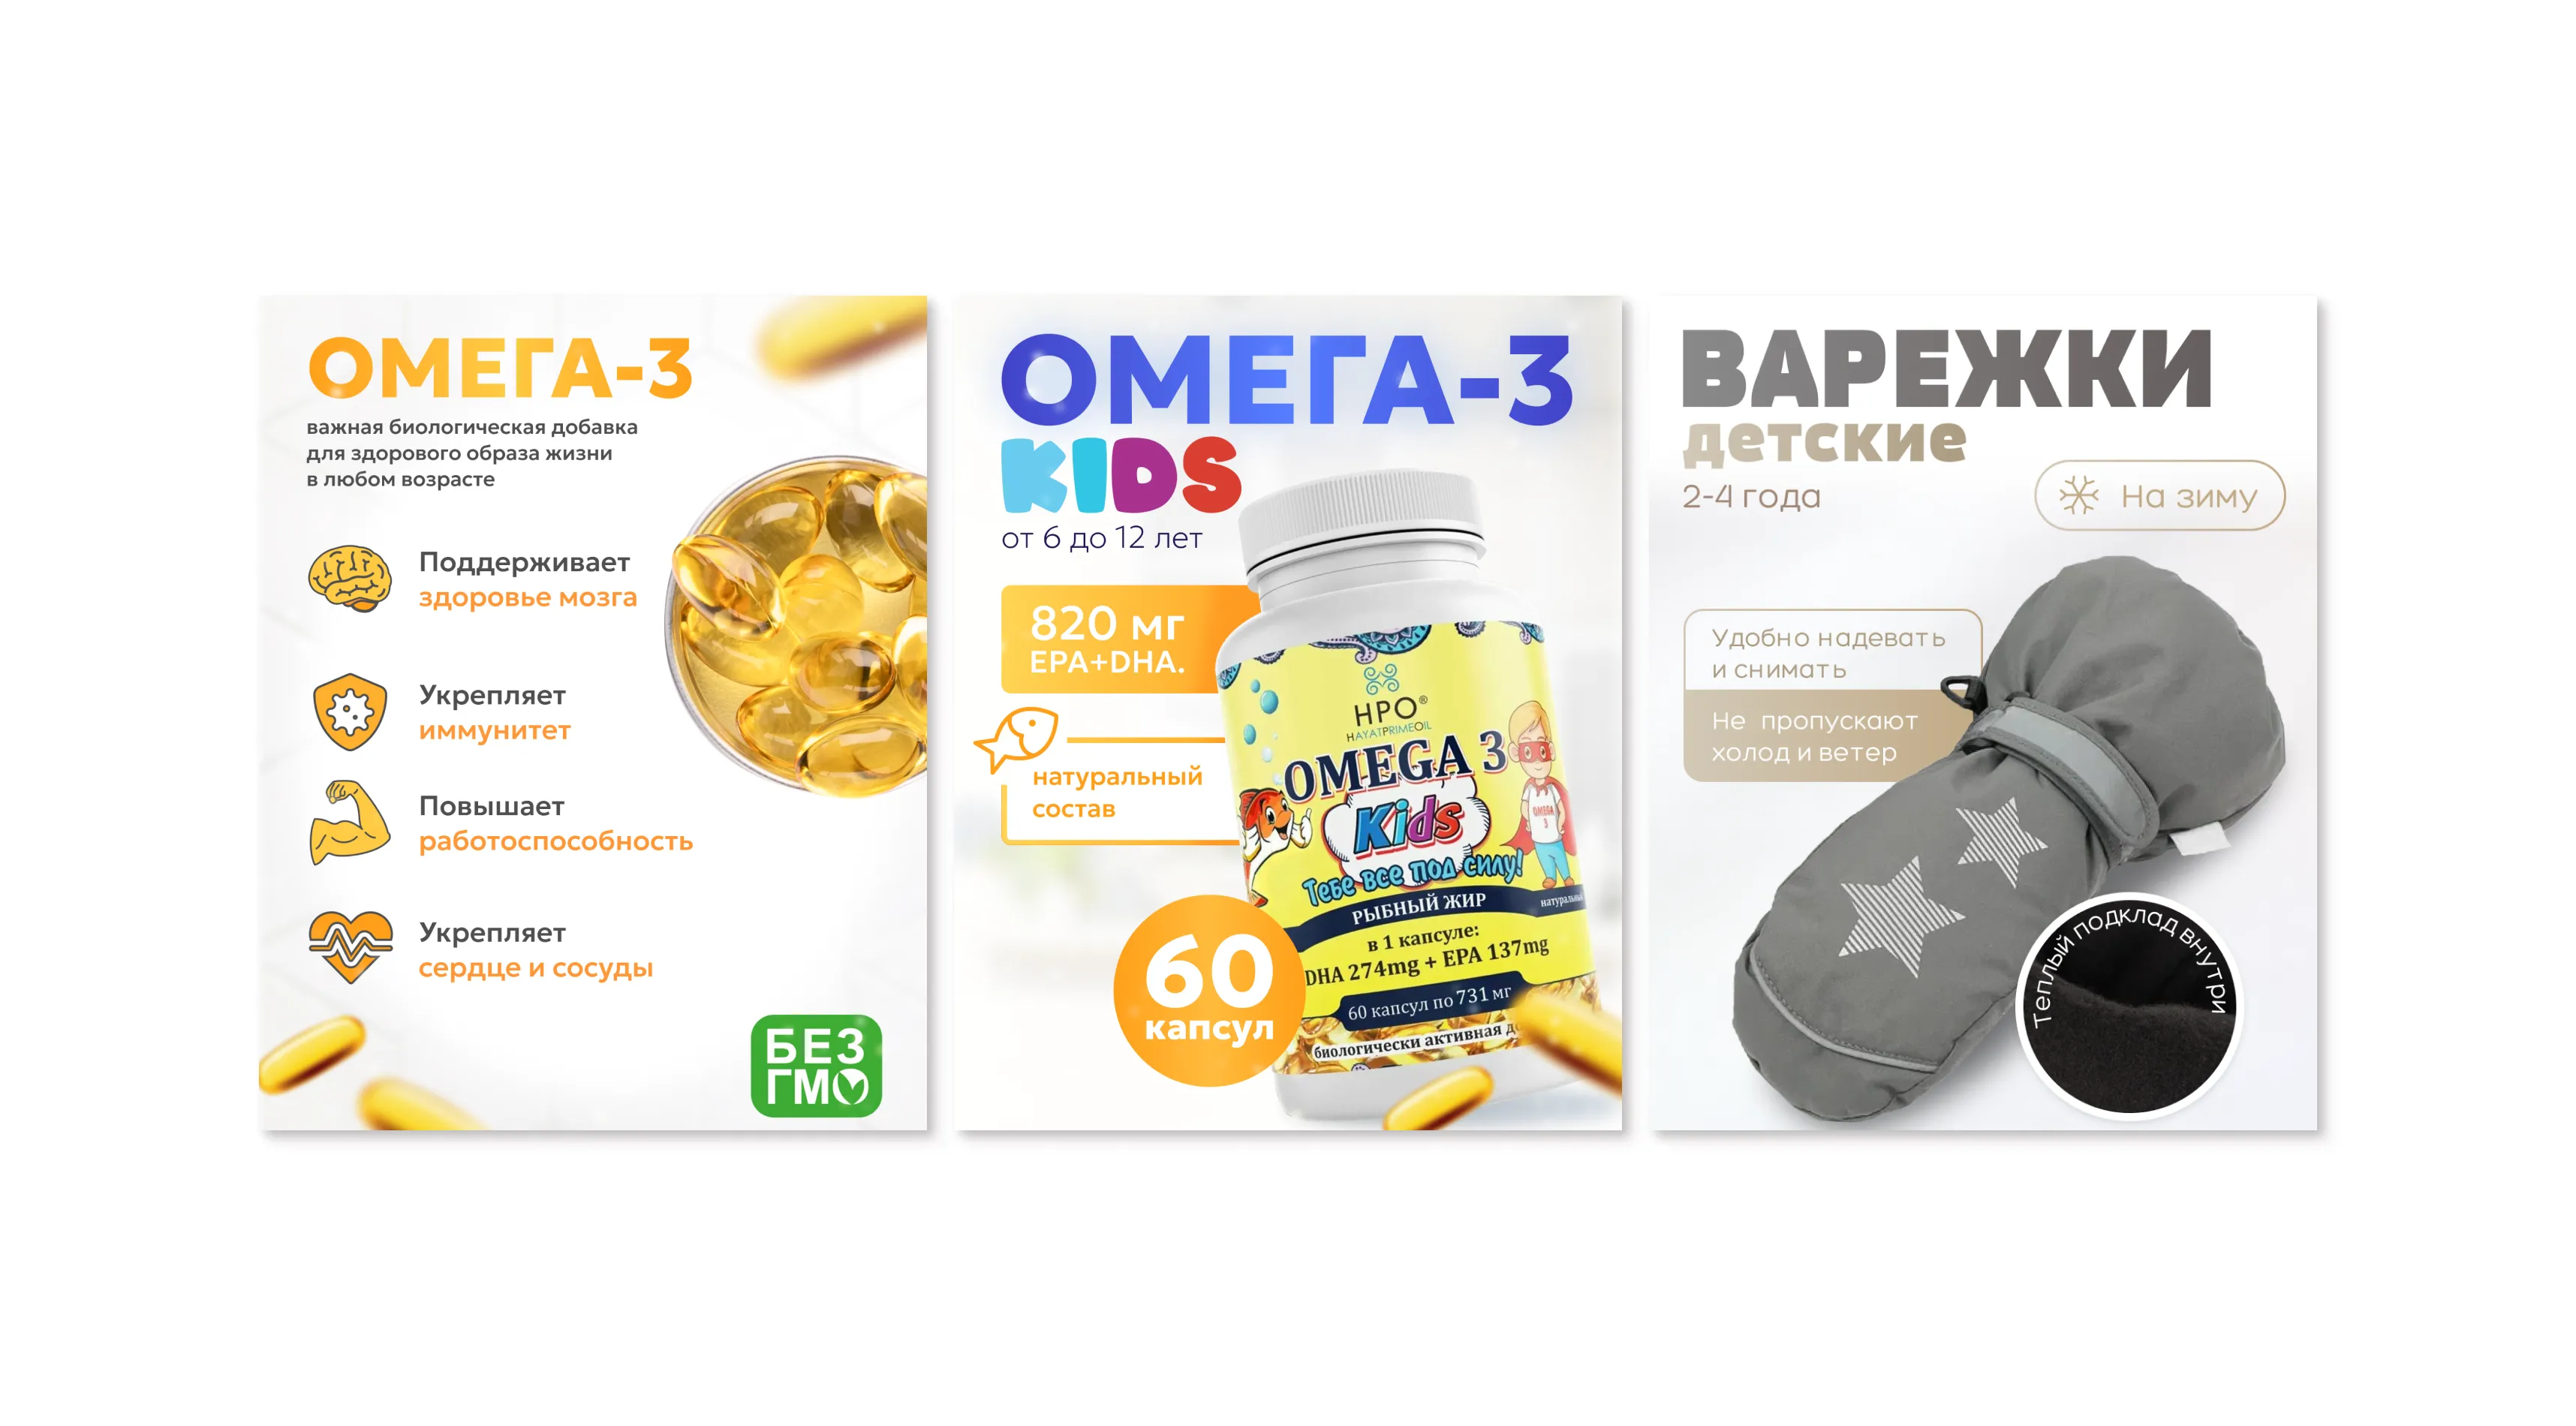 ОМЕГА-3
важная биологическая добавка
для здорового образа жизни
в любом возрасте
Поддерживает
здоровье мозга
Укрепляет
иммунитет
Повышает
работоспособность
Укрепляет
сердце и сосуды
БЕЗ
ГМО
ОМЕГА-3
KIDS
от 6 до 12 лет
820 мг
EPA+DHA.
натуральный
состав
60
капсул
HPO®
HAYATPRIMEOIL
OMEGA 3
Kids
Тебе все под силу!
OMEGA
3
РЫБНЫЙ ЖИР
в 1 капсуле:
DHA 274mg + EPA 137mg
60 капсул по 731 мг
биологически активная
ВАРЕЖКИ
детские
2-4 года
На зиму
Удобно надевать
и снимать
Не пропускают
холод и ветер
Теплый подклад внутри